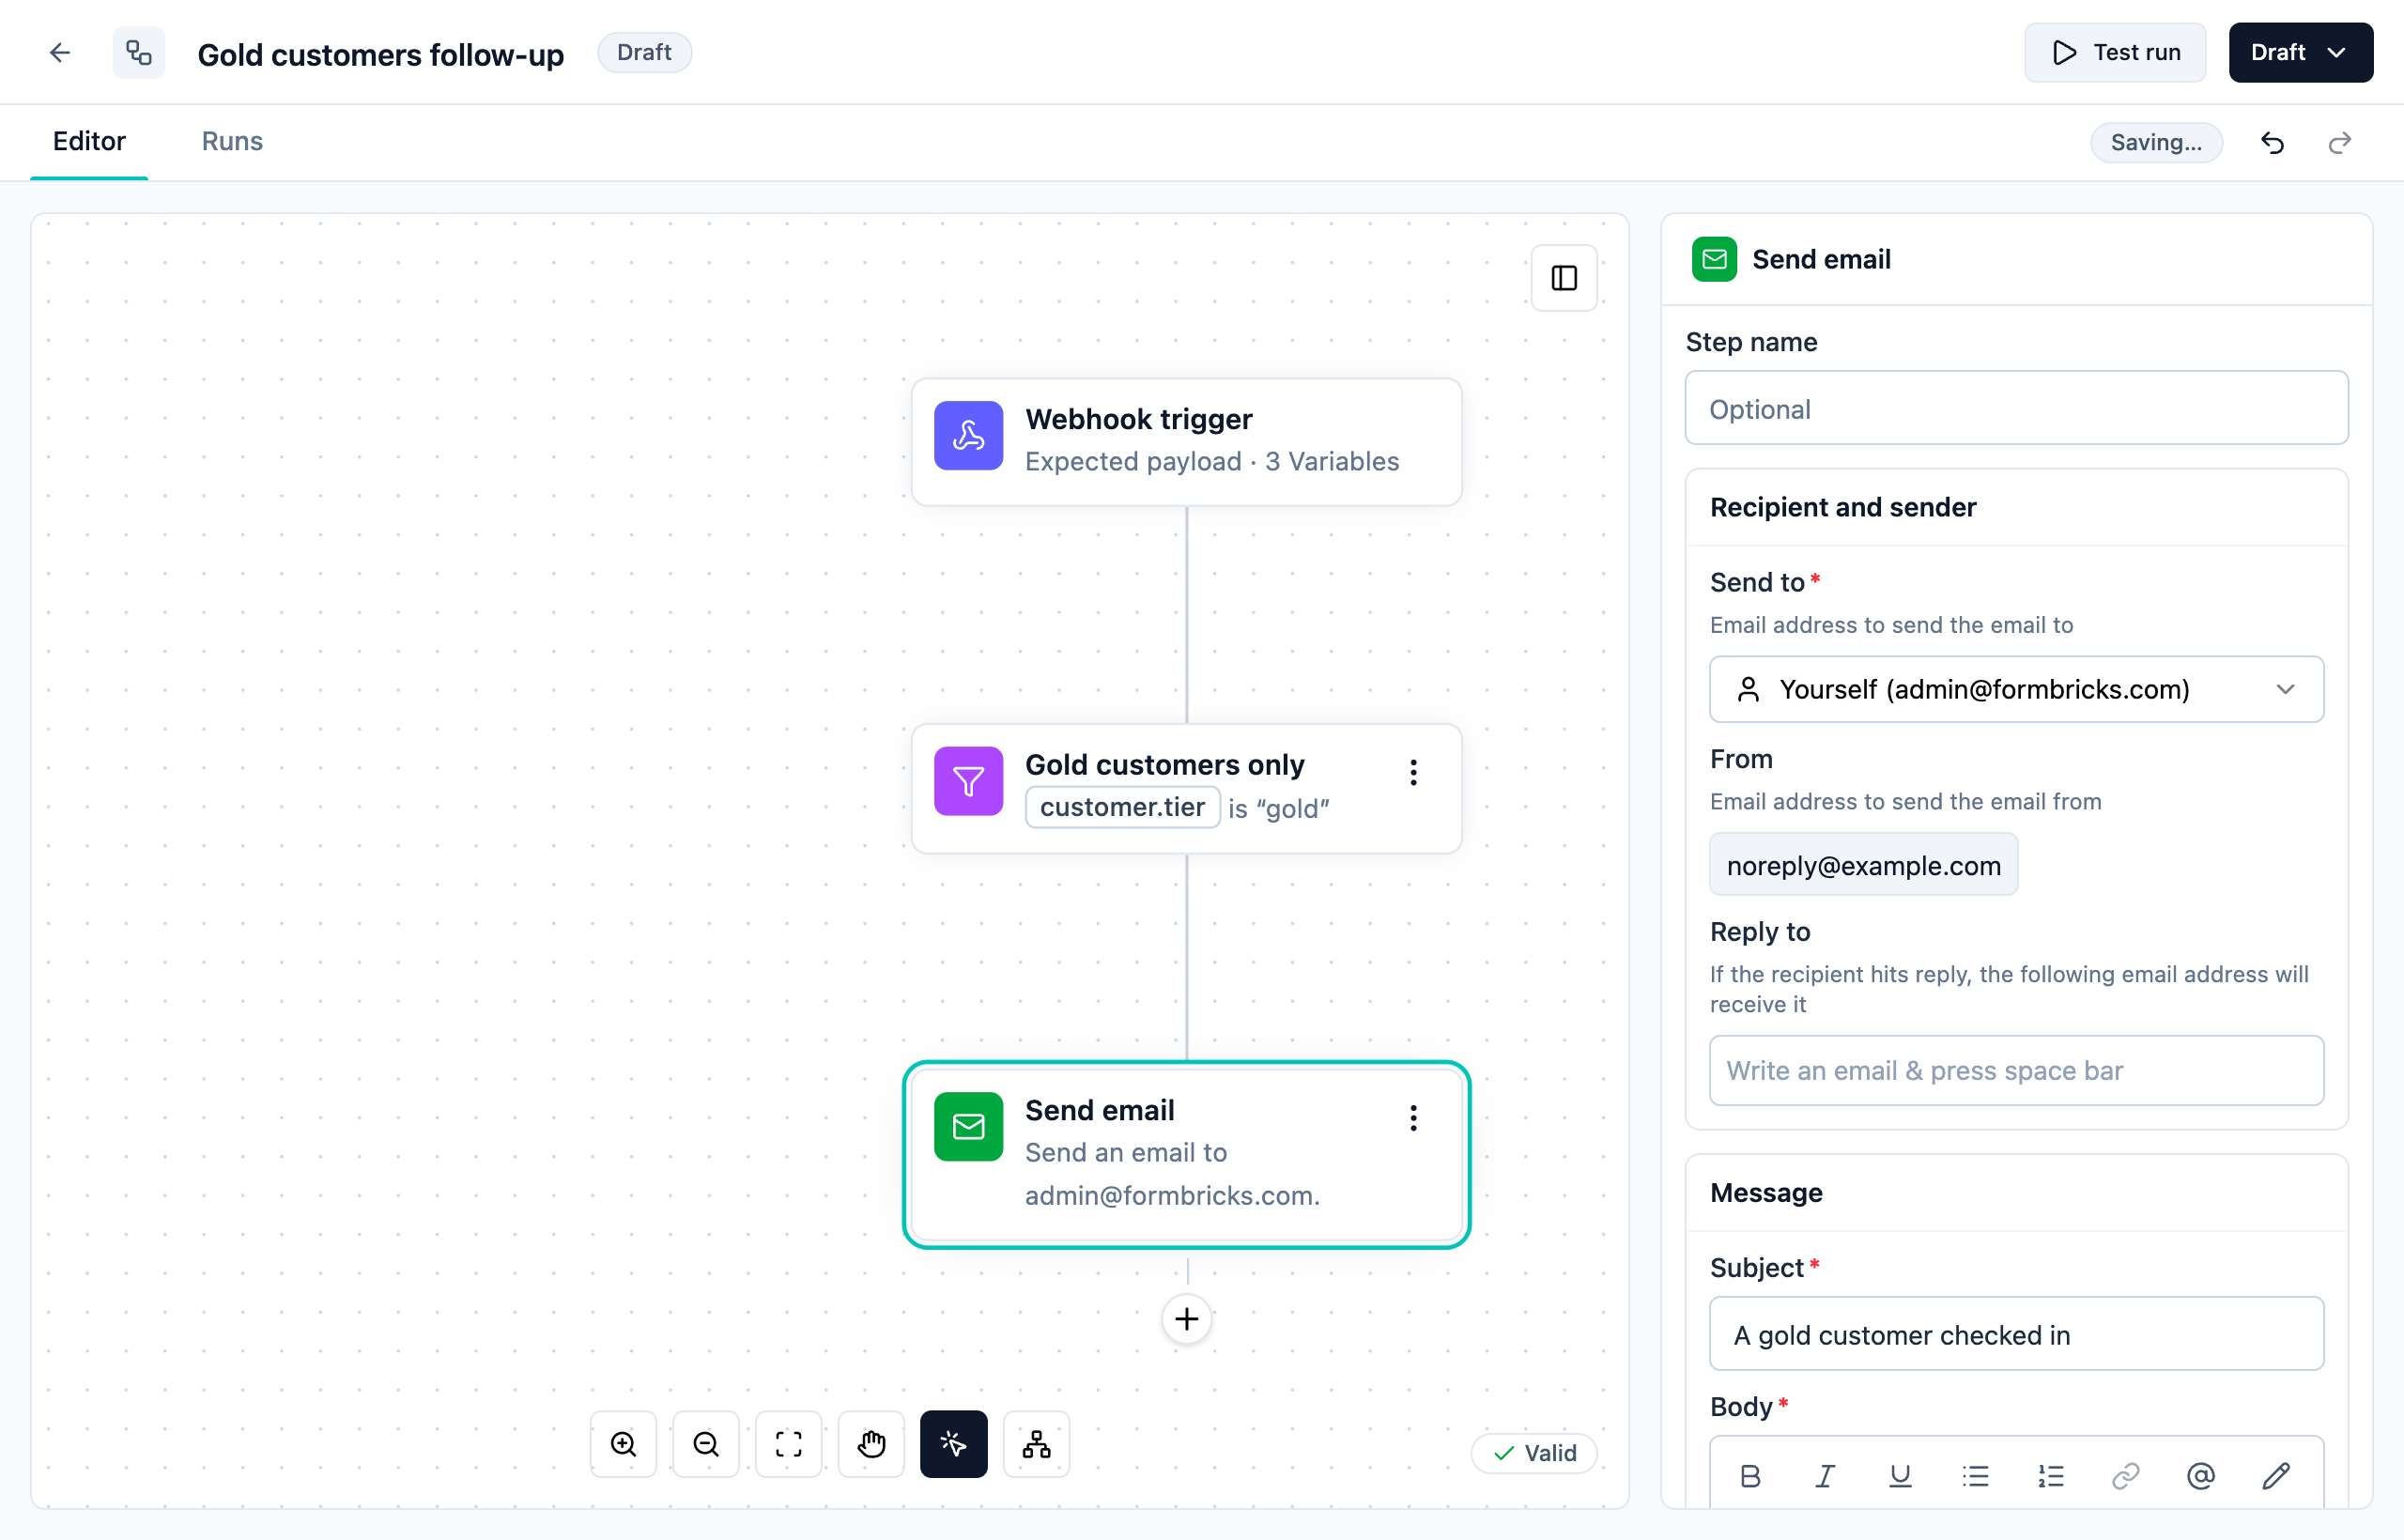 Gold customers follow-up
Draft
Test run
Draft
Editor
Runs
Saving...
Webhook trigger
Expected payload · 3 Variables
Gold customers only
customer.tier is “gold”
Send email
Send an email to
admin@formbricks.com.
Valid
Send email
Step name
Optional
Recipient and sender
Send to*
Email address to send the email to
Yourself (admin@formbricks.com)
From
Email address to send the email from
noreply@example.com
Reply to
If the recipient hits reply, the following email address will
receive it
Write an email & press space bar
Message
Subject*
A gold customer checked in
Body*